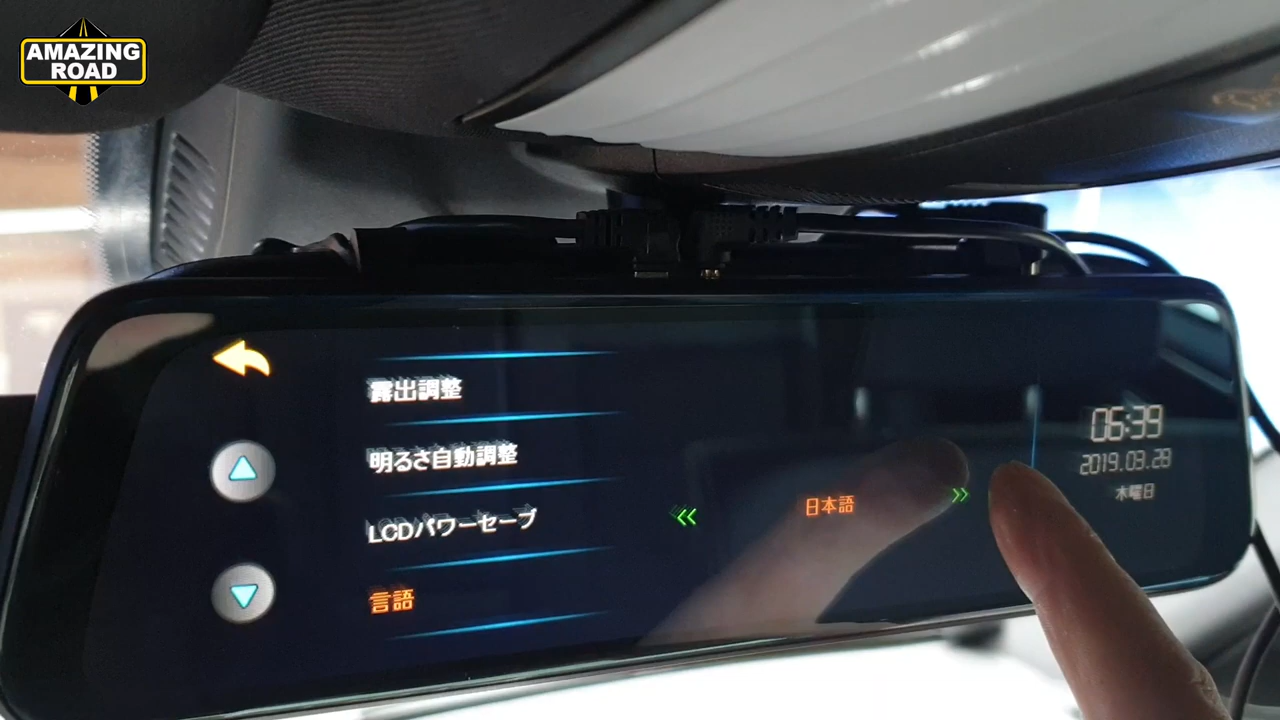 AMAZING
ROAD
露出調整
明るさ自動調整
LCDパワーセーブ
言語
日本語
06:39
2019.03.28
木曜日